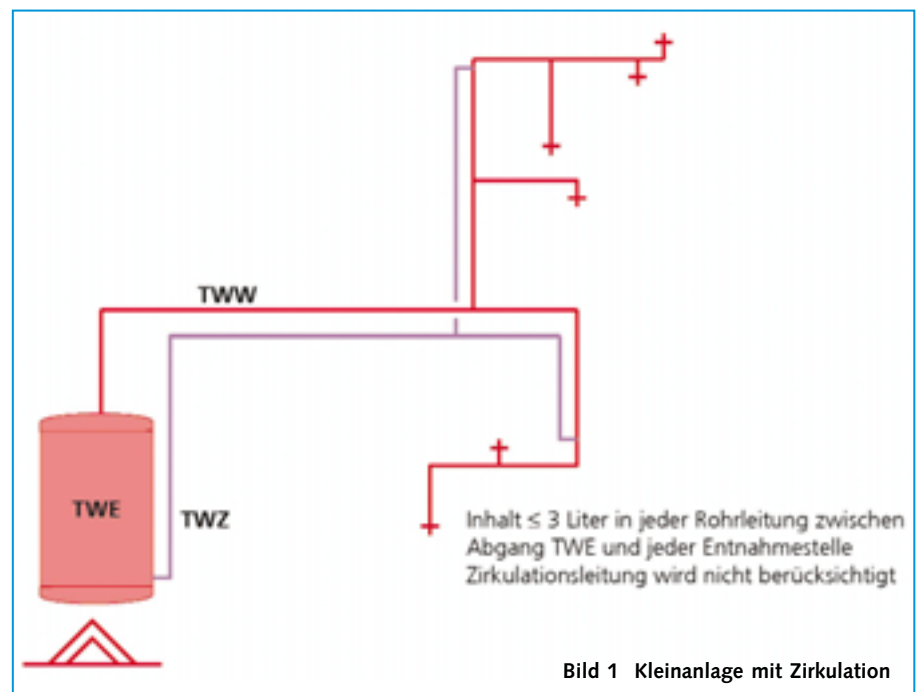 TWW
TWE
TWZ
Inhalt ≤ 3 Liter in jeder Rohrleitung zwischen
Abgang TWE und jeder Entnahmestelle
Zirkulationsleitung wird nicht berücksichtigt
Bild 1 Kleinanlage mit Zirkulation